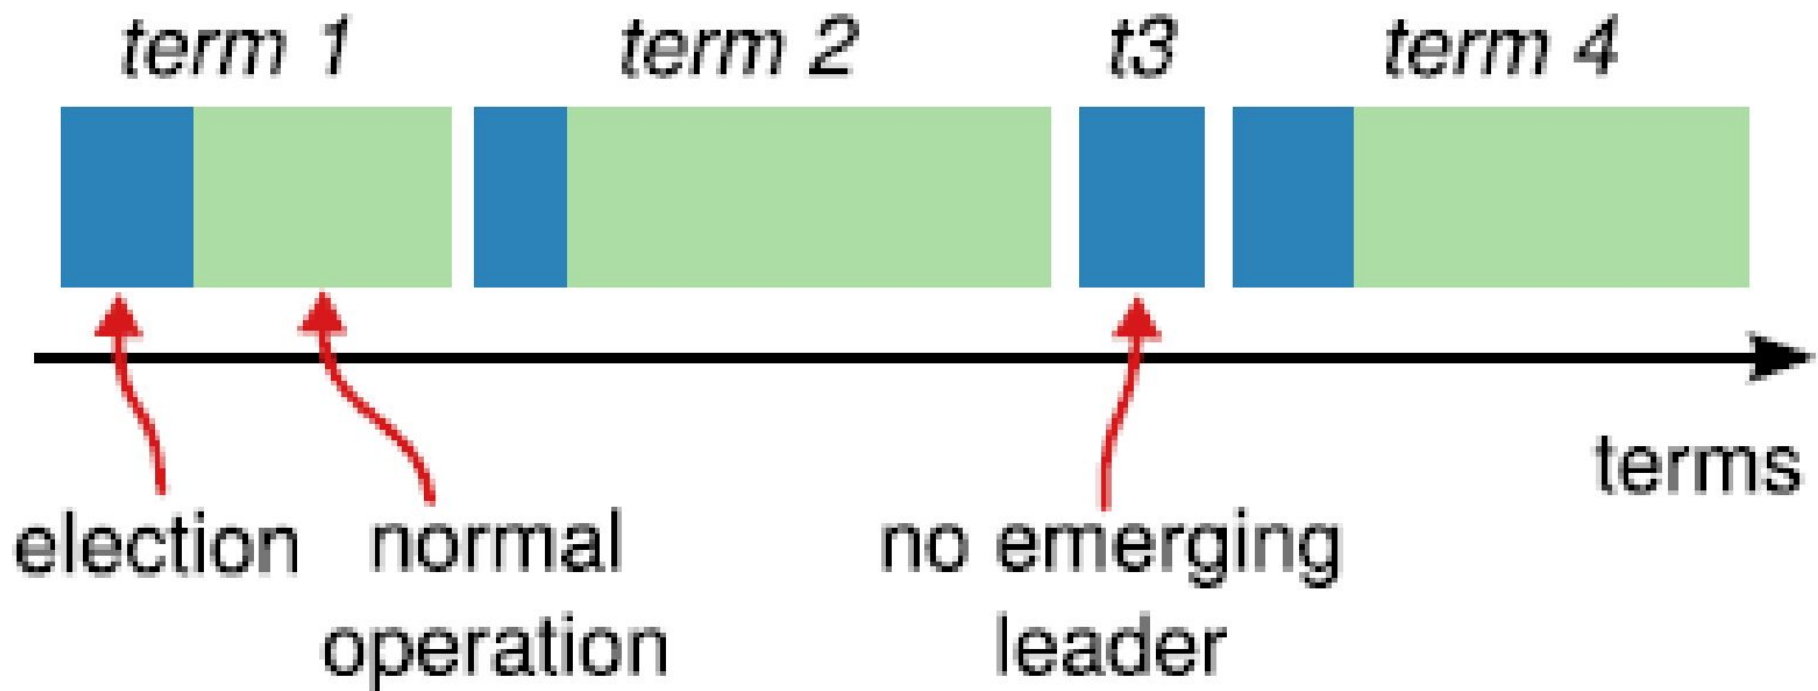 term 1
term 2
t3
term 4
terms
election
normal
operation
no emerging
leader